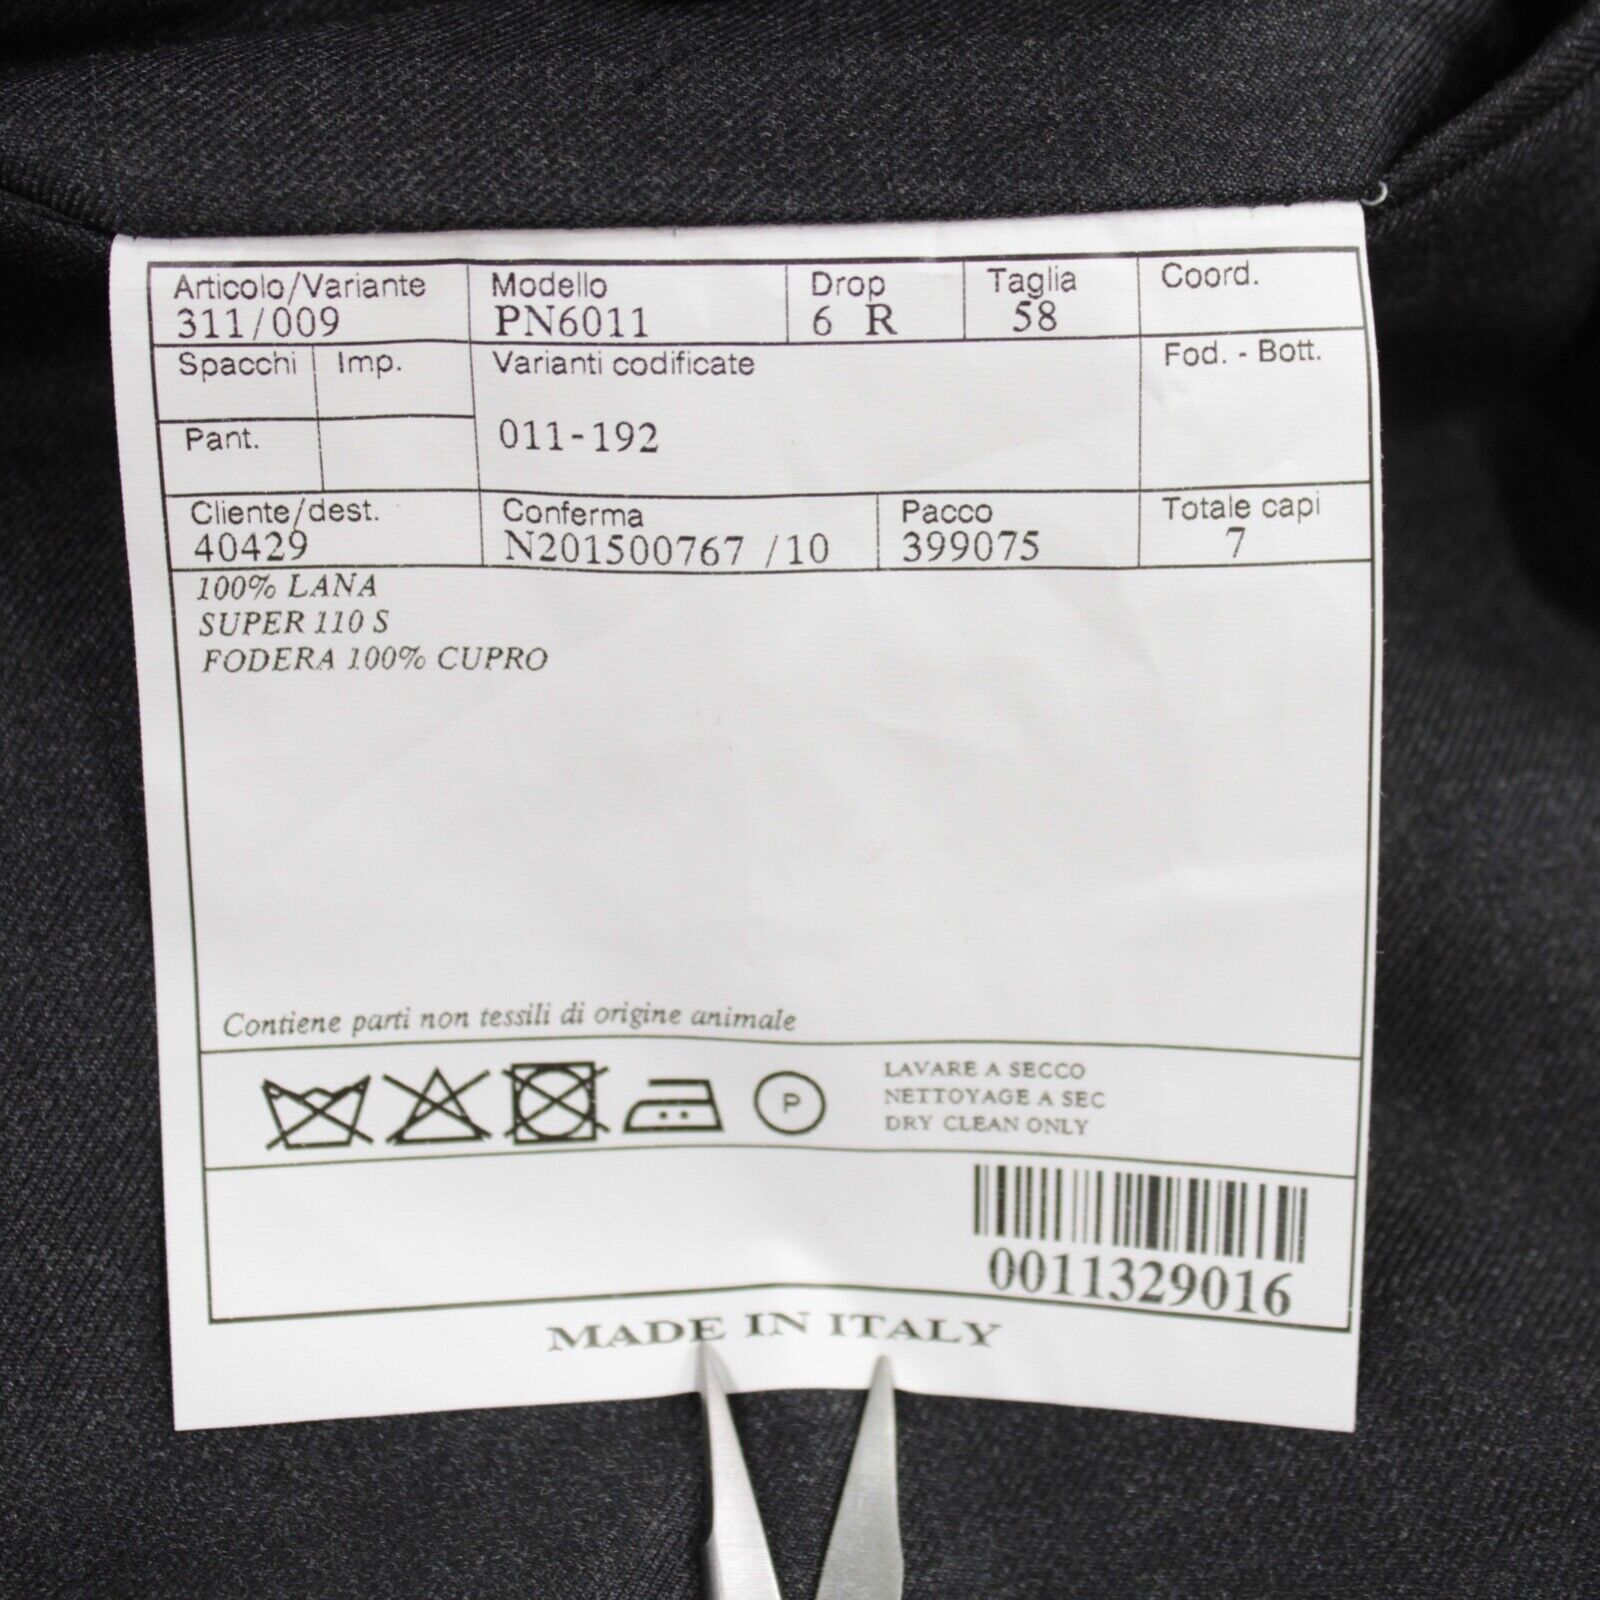 Articolo/Variante Modello Drop Taglia Coord.
311/009 PN6011 6 R 58
Spacchi Imp. Varianti codificate Fod. - Bott.
Pant. 011-192
Cliente/dest. Conferma Pacco Totale capi
40429 N201500767 /10 399075 7
100% LANA
SUPER 110 S
FODERA 100% CUPRO
Contiene parti non tessili di origine animale
P
LAVARE A SECCO
NETTOYAGE A SEC
DRY CLEAN ONLY
0011329016
MADE IN ITALY